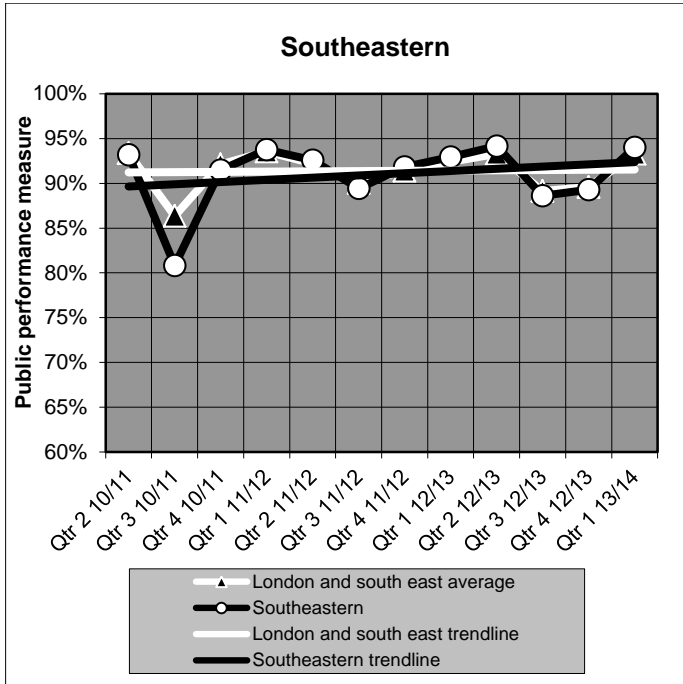 Southeastern
Public performance measure
100%
95%
90%
85%
80%
75%
70%
65%
60%
Qtr 2 10/11
Qtr 3 10/11
Qtr 4 10/11
Qtr 1 11/12
Qtr 2 11/12
Qtr 3 11/12
Qtr 4 11/12
Qtr 1 12/13
Qtr 2 12/13
Qtr 3 12/13
Qtr 4 12/13
Qtr 1 13/14
London and south east average
Southeastern
London and south east trendline
Southeastern trendline